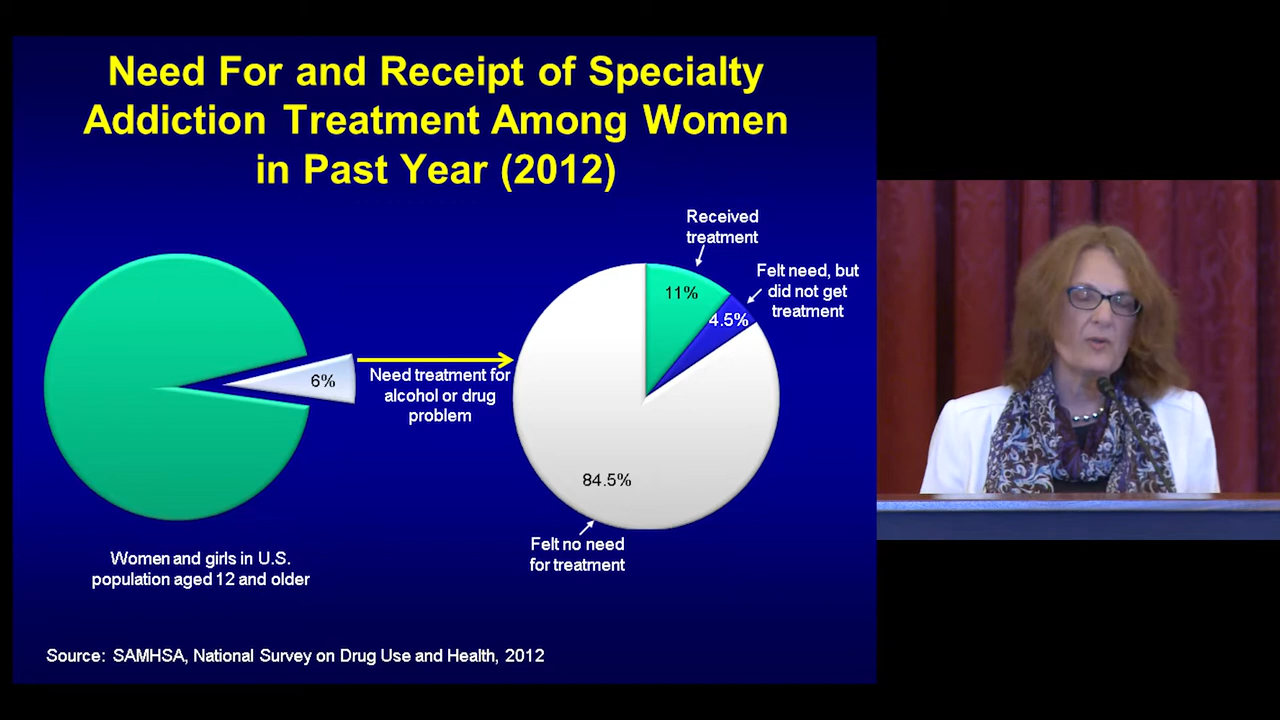 Need For and Receipt of Specialty
Addiction Treatment Among Women
in Past Year (2012)
Received
treatment
Felt need, but
did not get
treatment
11%
4.5%
6%
Need treatment for
alcohol or drug
problem
84.5%
Felt no need
for treatment
Women and girls in U.S.
population aged 12 and older
Source: SAMHSA, National Survey on Drug Use and Health, 2012